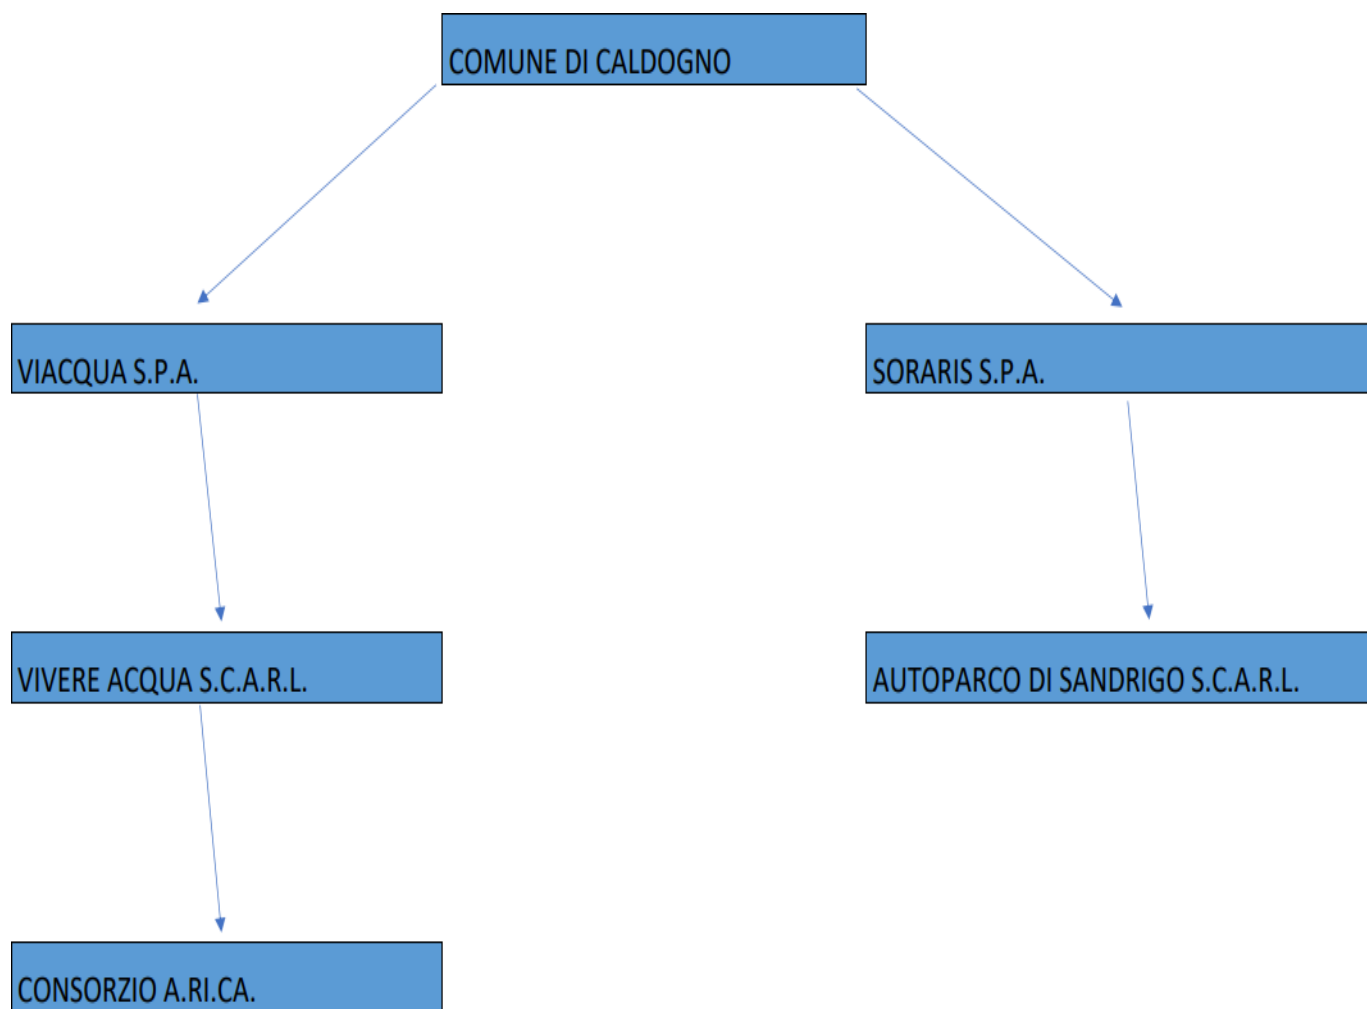 COMUNE DI CALDOGNO
VIACQUA S.P.A.
SORARIS S.P.A.
VIVERE ACQUA S.C.A.R.L.
AUTOPARCO DI SANDRIGO S.C.A.R.L.
CONSORZIO A.RI.CA.